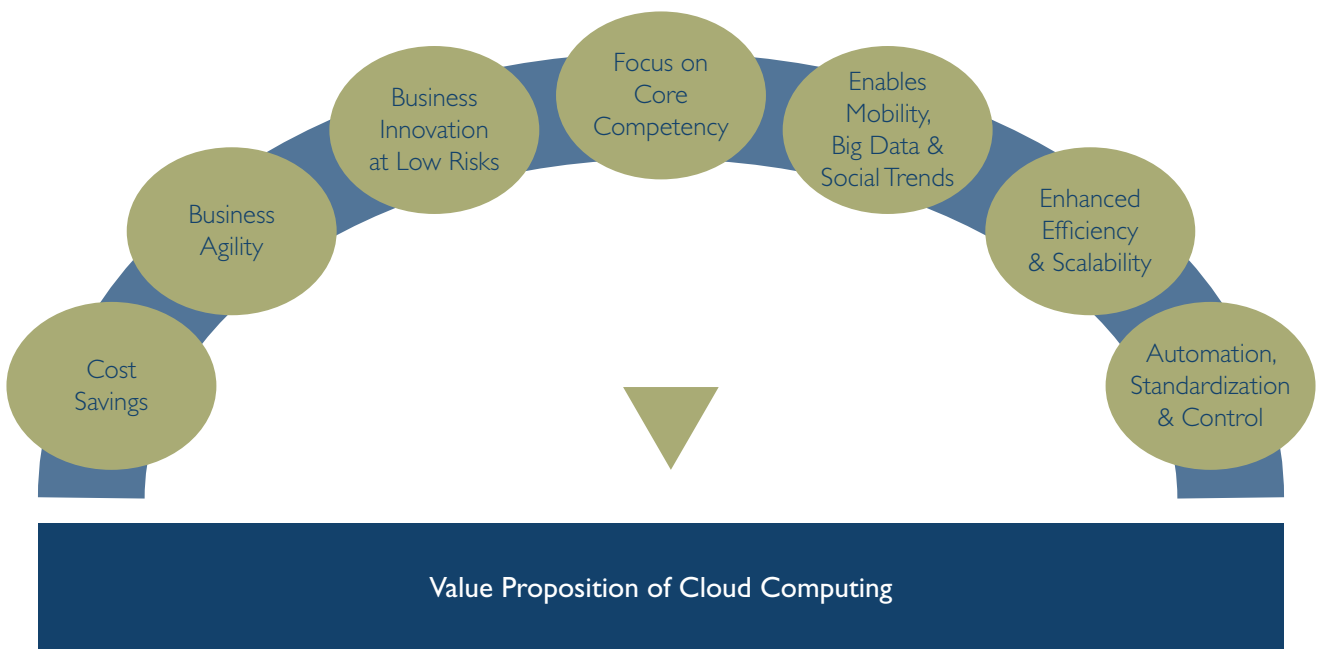 Cost
Savings
Business
Agility
Business
Innovation
at Low Risks
Focus on
Core
Competency
Enables
Mobility,
Big Data &
Social Trends
Enhanced
Efficiency
& Scalability
Automation,
Standardization
& Control
Value Proposition of Cloud Computing